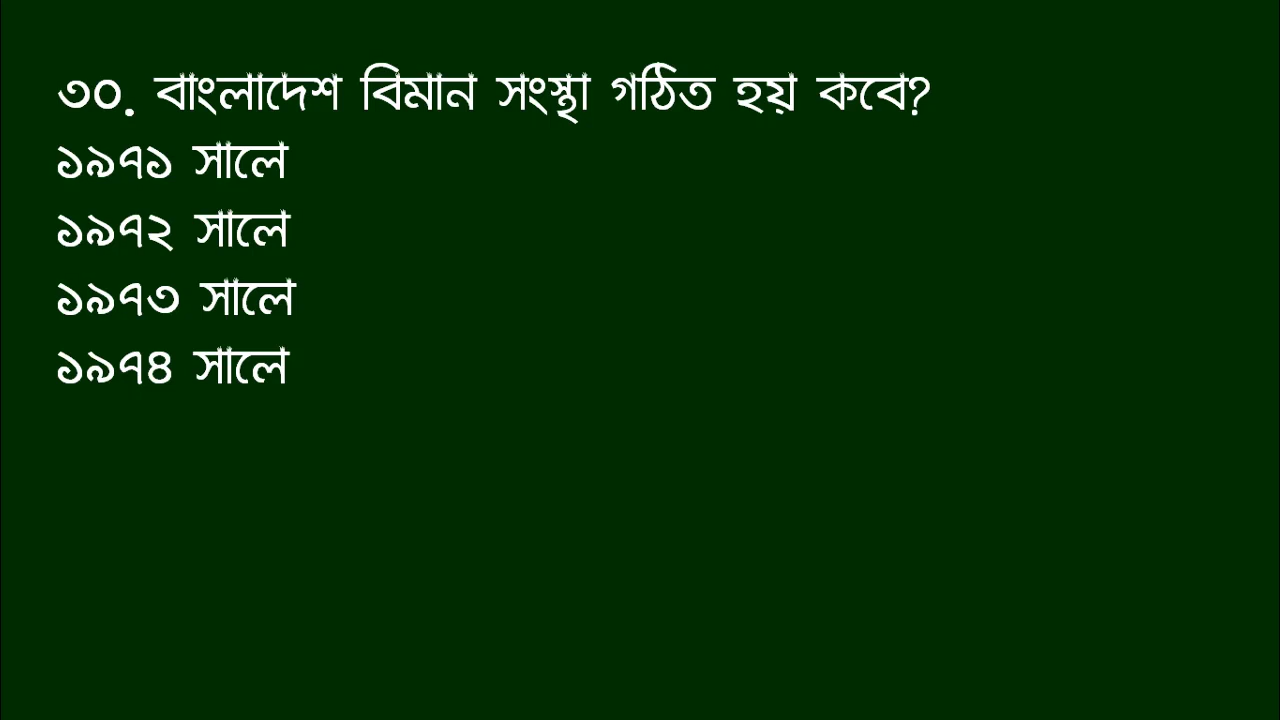 ৩০. বাংলাদেশ বিমান সংস্থা গঠিত হয় কবে?
১৯৭১ সালে
১৯৭২ সালে
১৯৭৩ সালে
১৯৭৪ সালে